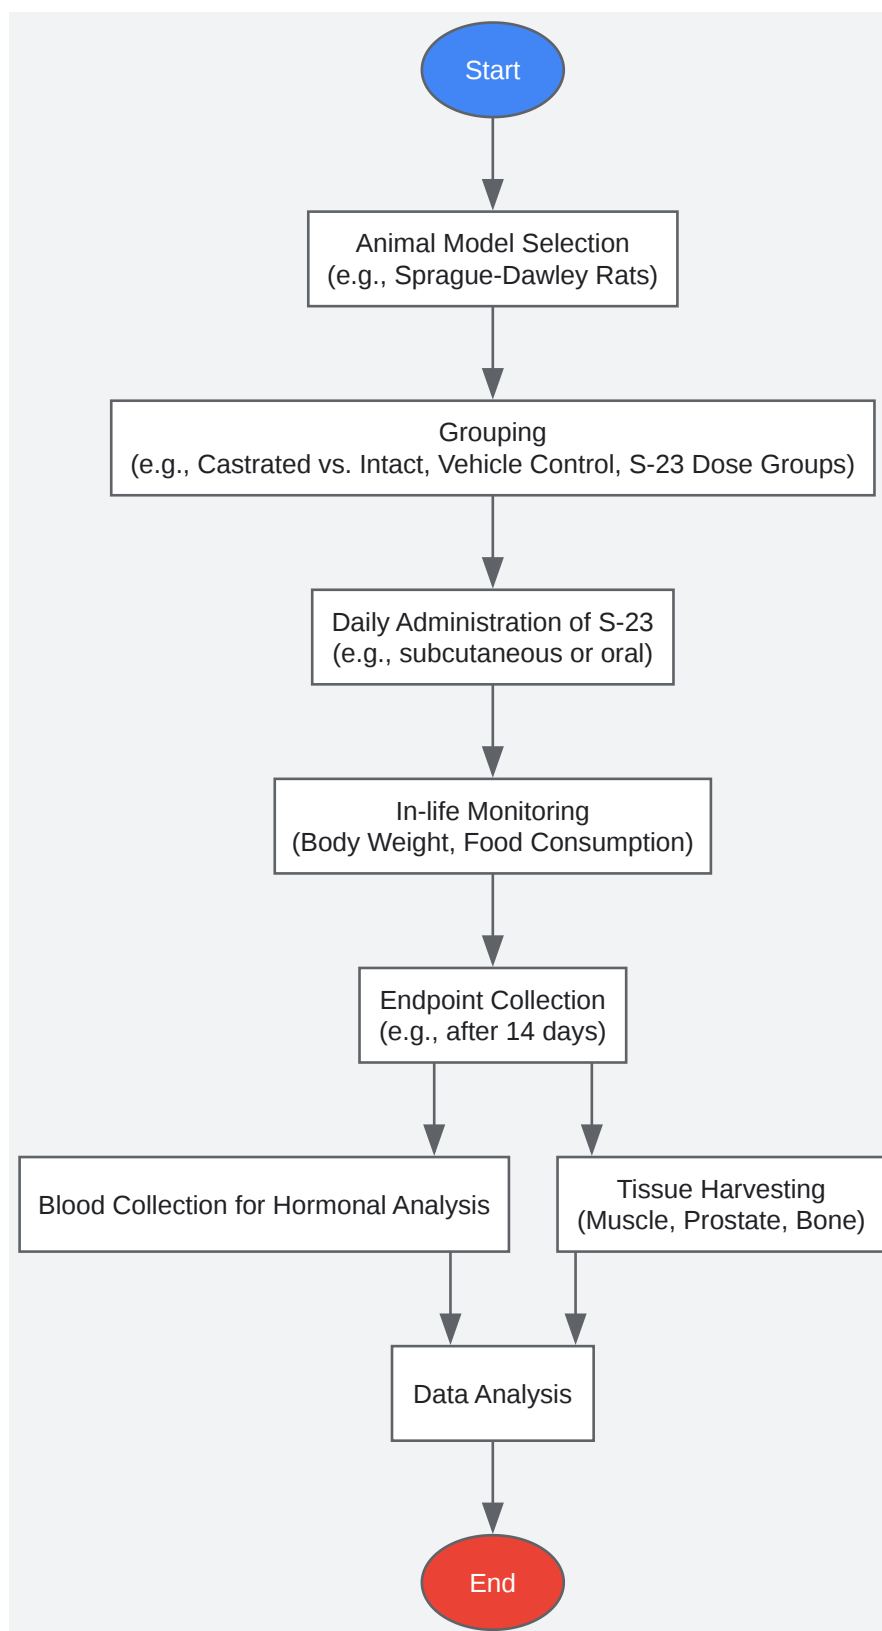 Start
Animal Model Selection
(e.g., Sprague-Dawley Rats)
Grouping
(e.g., Castrated vs. Intact, Vehicle Control, S-23 Dose Groups)
Daily Administration of S-23
(e.g., subcutaneous or oral)
In-life Monitoring
(Body Weight, Food Consumption)
Endpoint Collection
(e.g., after 14 days)
Blood Collection for Hormonal Analysis
Tissue Harvesting
(Muscle, Prostate, Bone)
Data Analysis
End